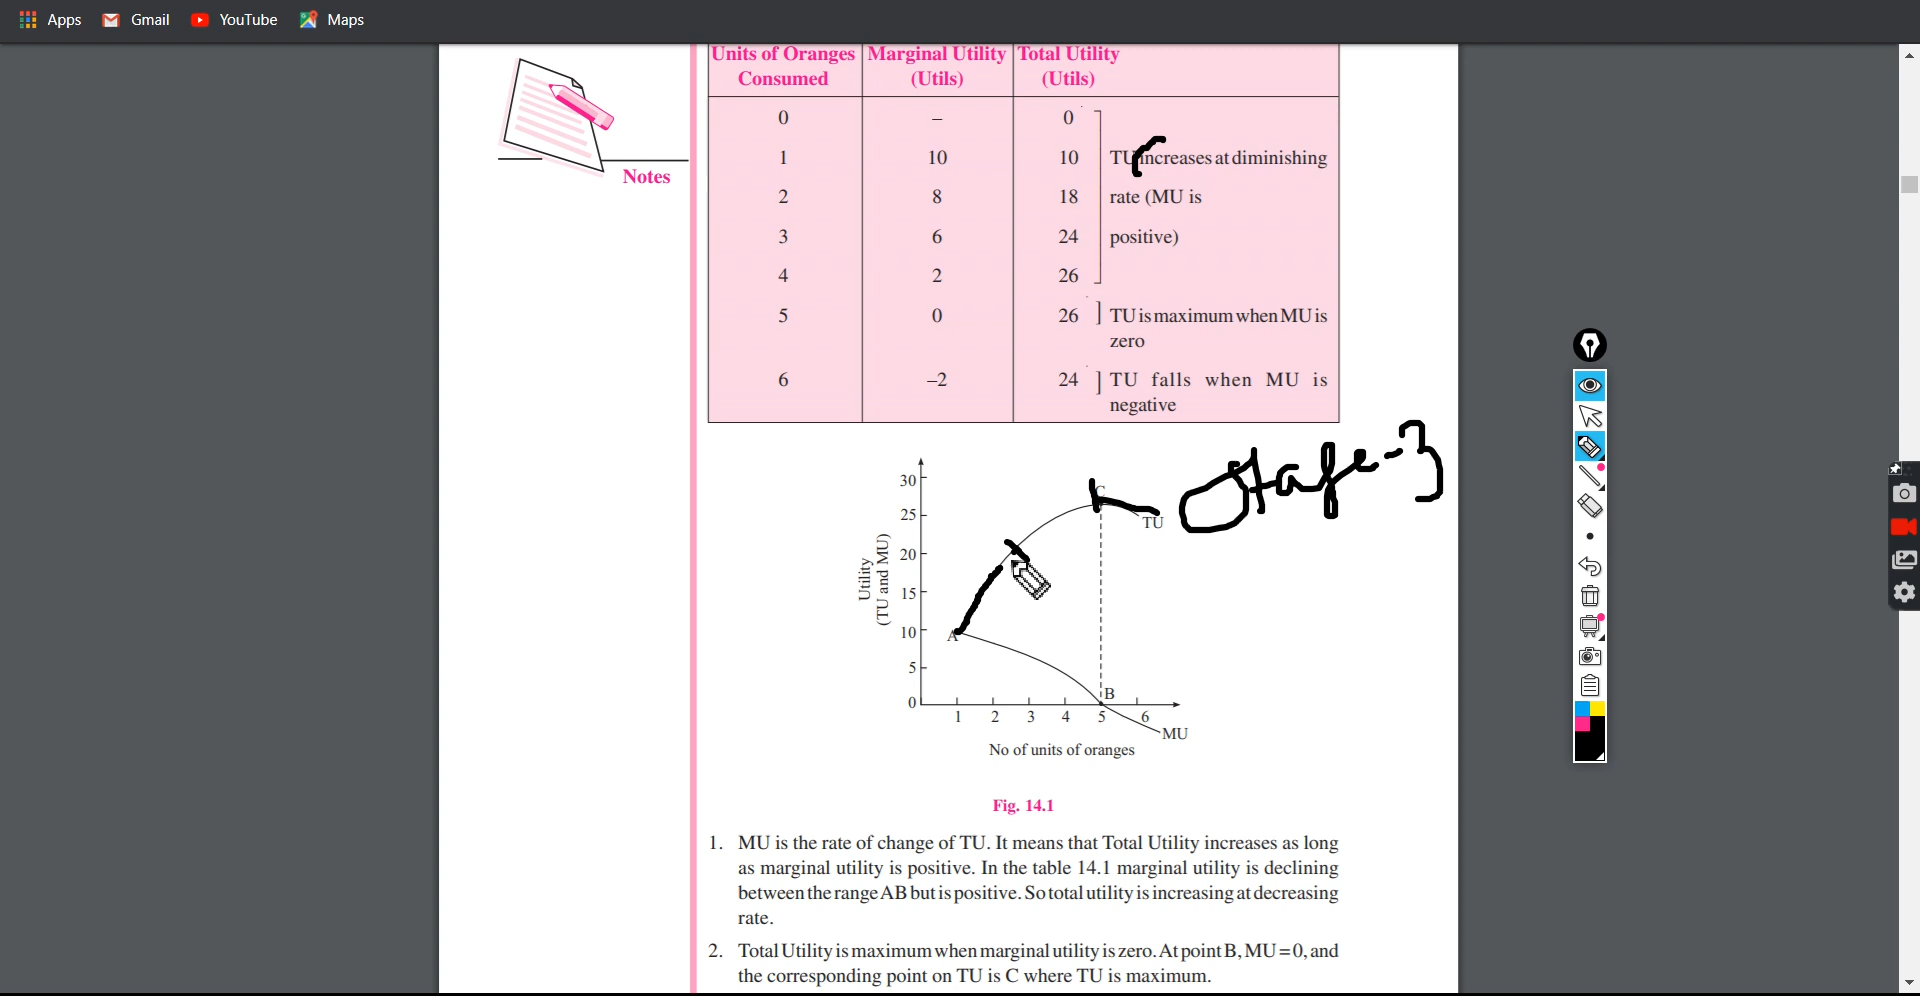 Apps Gmail YouTube Maps
Units of Oranges Marginal Utility Total Utility
Consumed (Utils) (Utils)
0 – 0
1 10 10 TU increases at diminishing
2 8 18 rate (MU is
3 6 24 positive)
4 2 26
5 0 26 TU is maximum when MU is
zero
6 –2 24 TU falls when MU is
negative
Notes
Stage-3
30
25
20
15
10
5
0
Utility
(TU and MU)
C
TU
A
B
1 2 3 4 5 6
MU
No of units of oranges
Fig. 14.1
1. MU is the rate of change of TU. It means that Total Utility increases as long
as marginal utility is positive. In the table 14.1 marginal utility is declining
between the range AB but is positive. So total utility is increasing at decreasing
rate.
2. Total Utility is maximum when marginal utility is zero. At point B, MU = 0, and
the corresponding point on TU is C where TU is maximum.